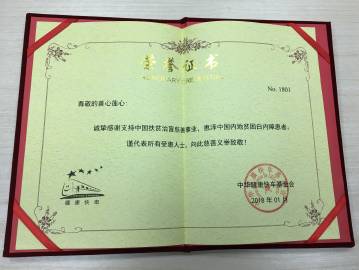 荣誉证书
HONORARY CREDENTIAL
No. 1801
尊敬的爱心莲心：
诚挚感谢支持中国扶贫治盲慈善事业，惠泽中国内地贫困白内障患者，
谨代表所有受惠人士，向此慈善义举致敬！
健康快车
中华健康快车基金会
2018 年 01 月